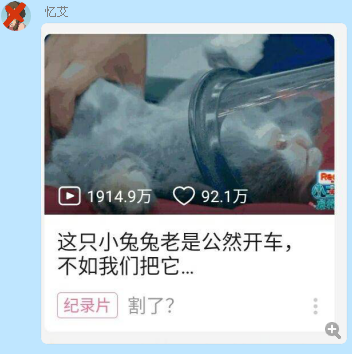 忆艾
1914.9万 92.1万
这只小兔兔老是公然开车，
不如我们把它...
纪录片 割了？